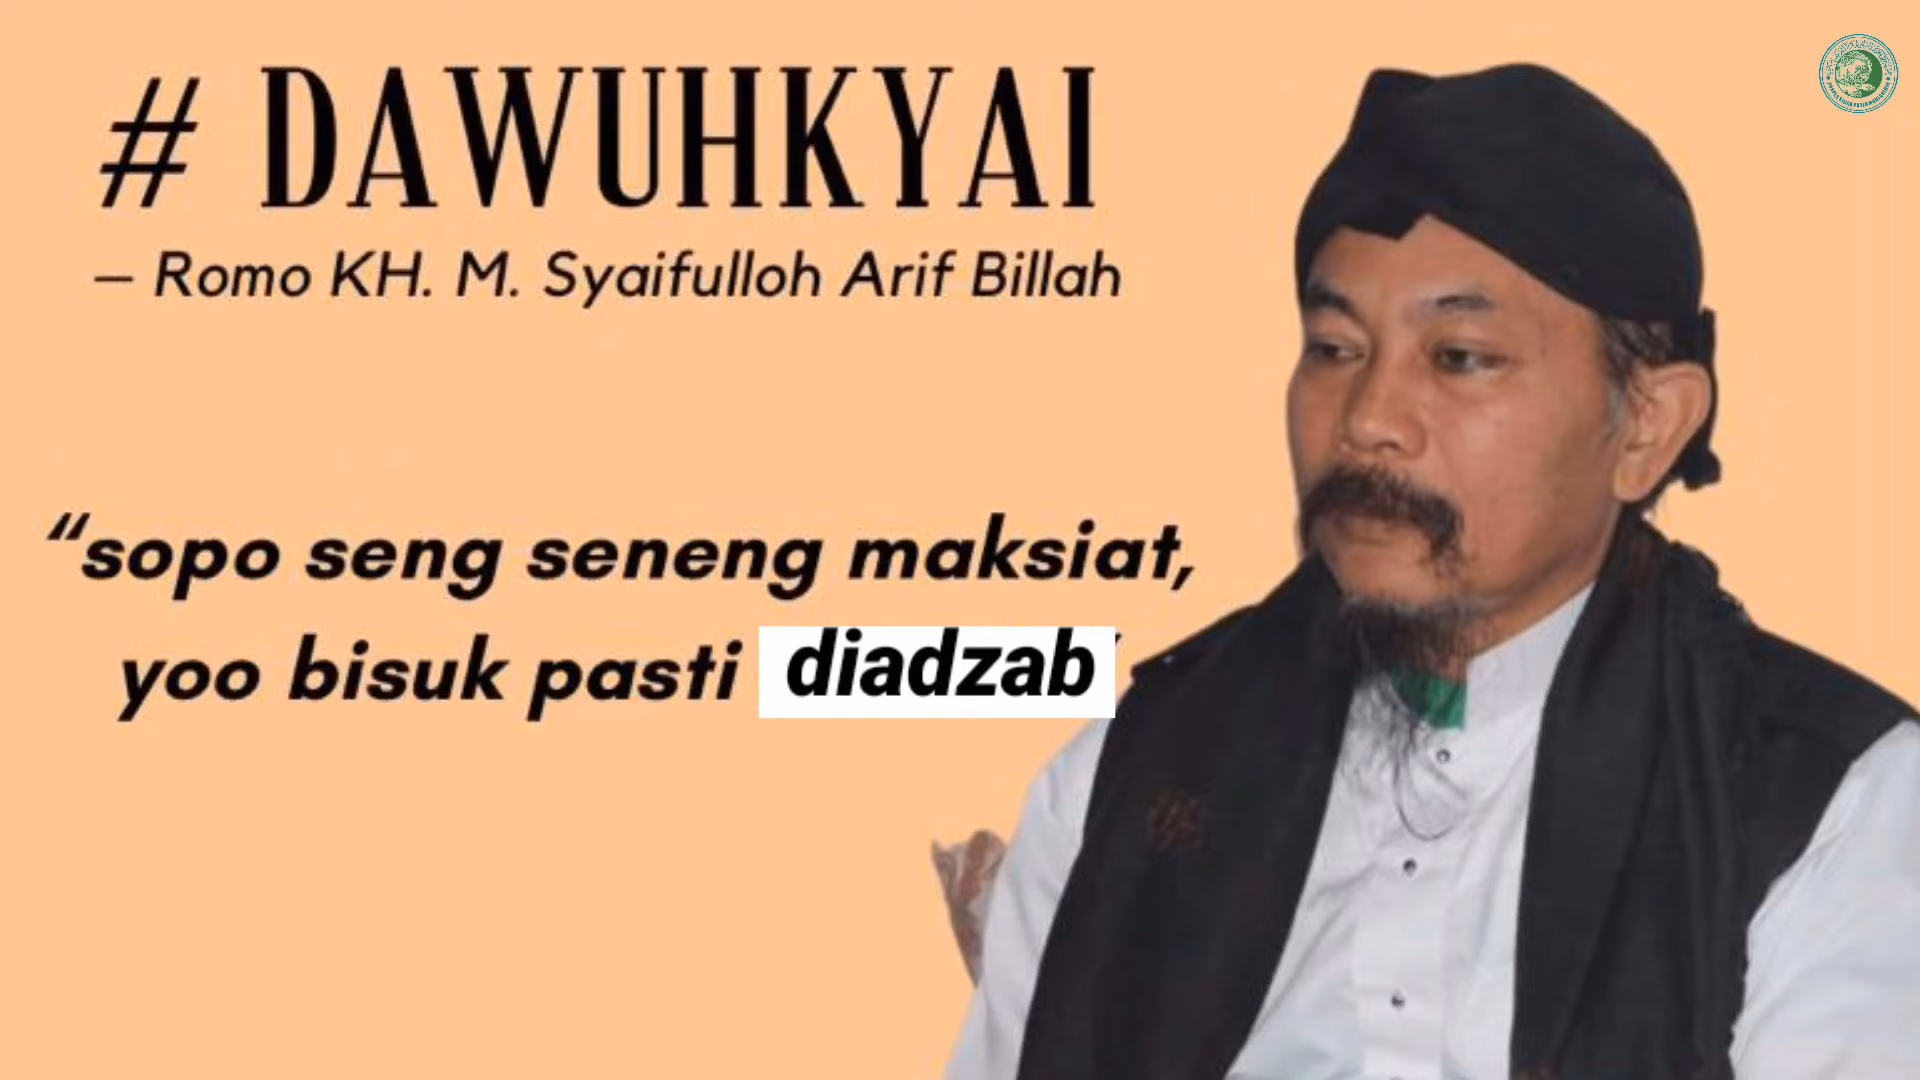 # DAWUHKYAI
– Romo KH. M. Syaifulloh Arif Billah
“sopo seng seneng maksiat,
yoo bisuk pasti diadzab